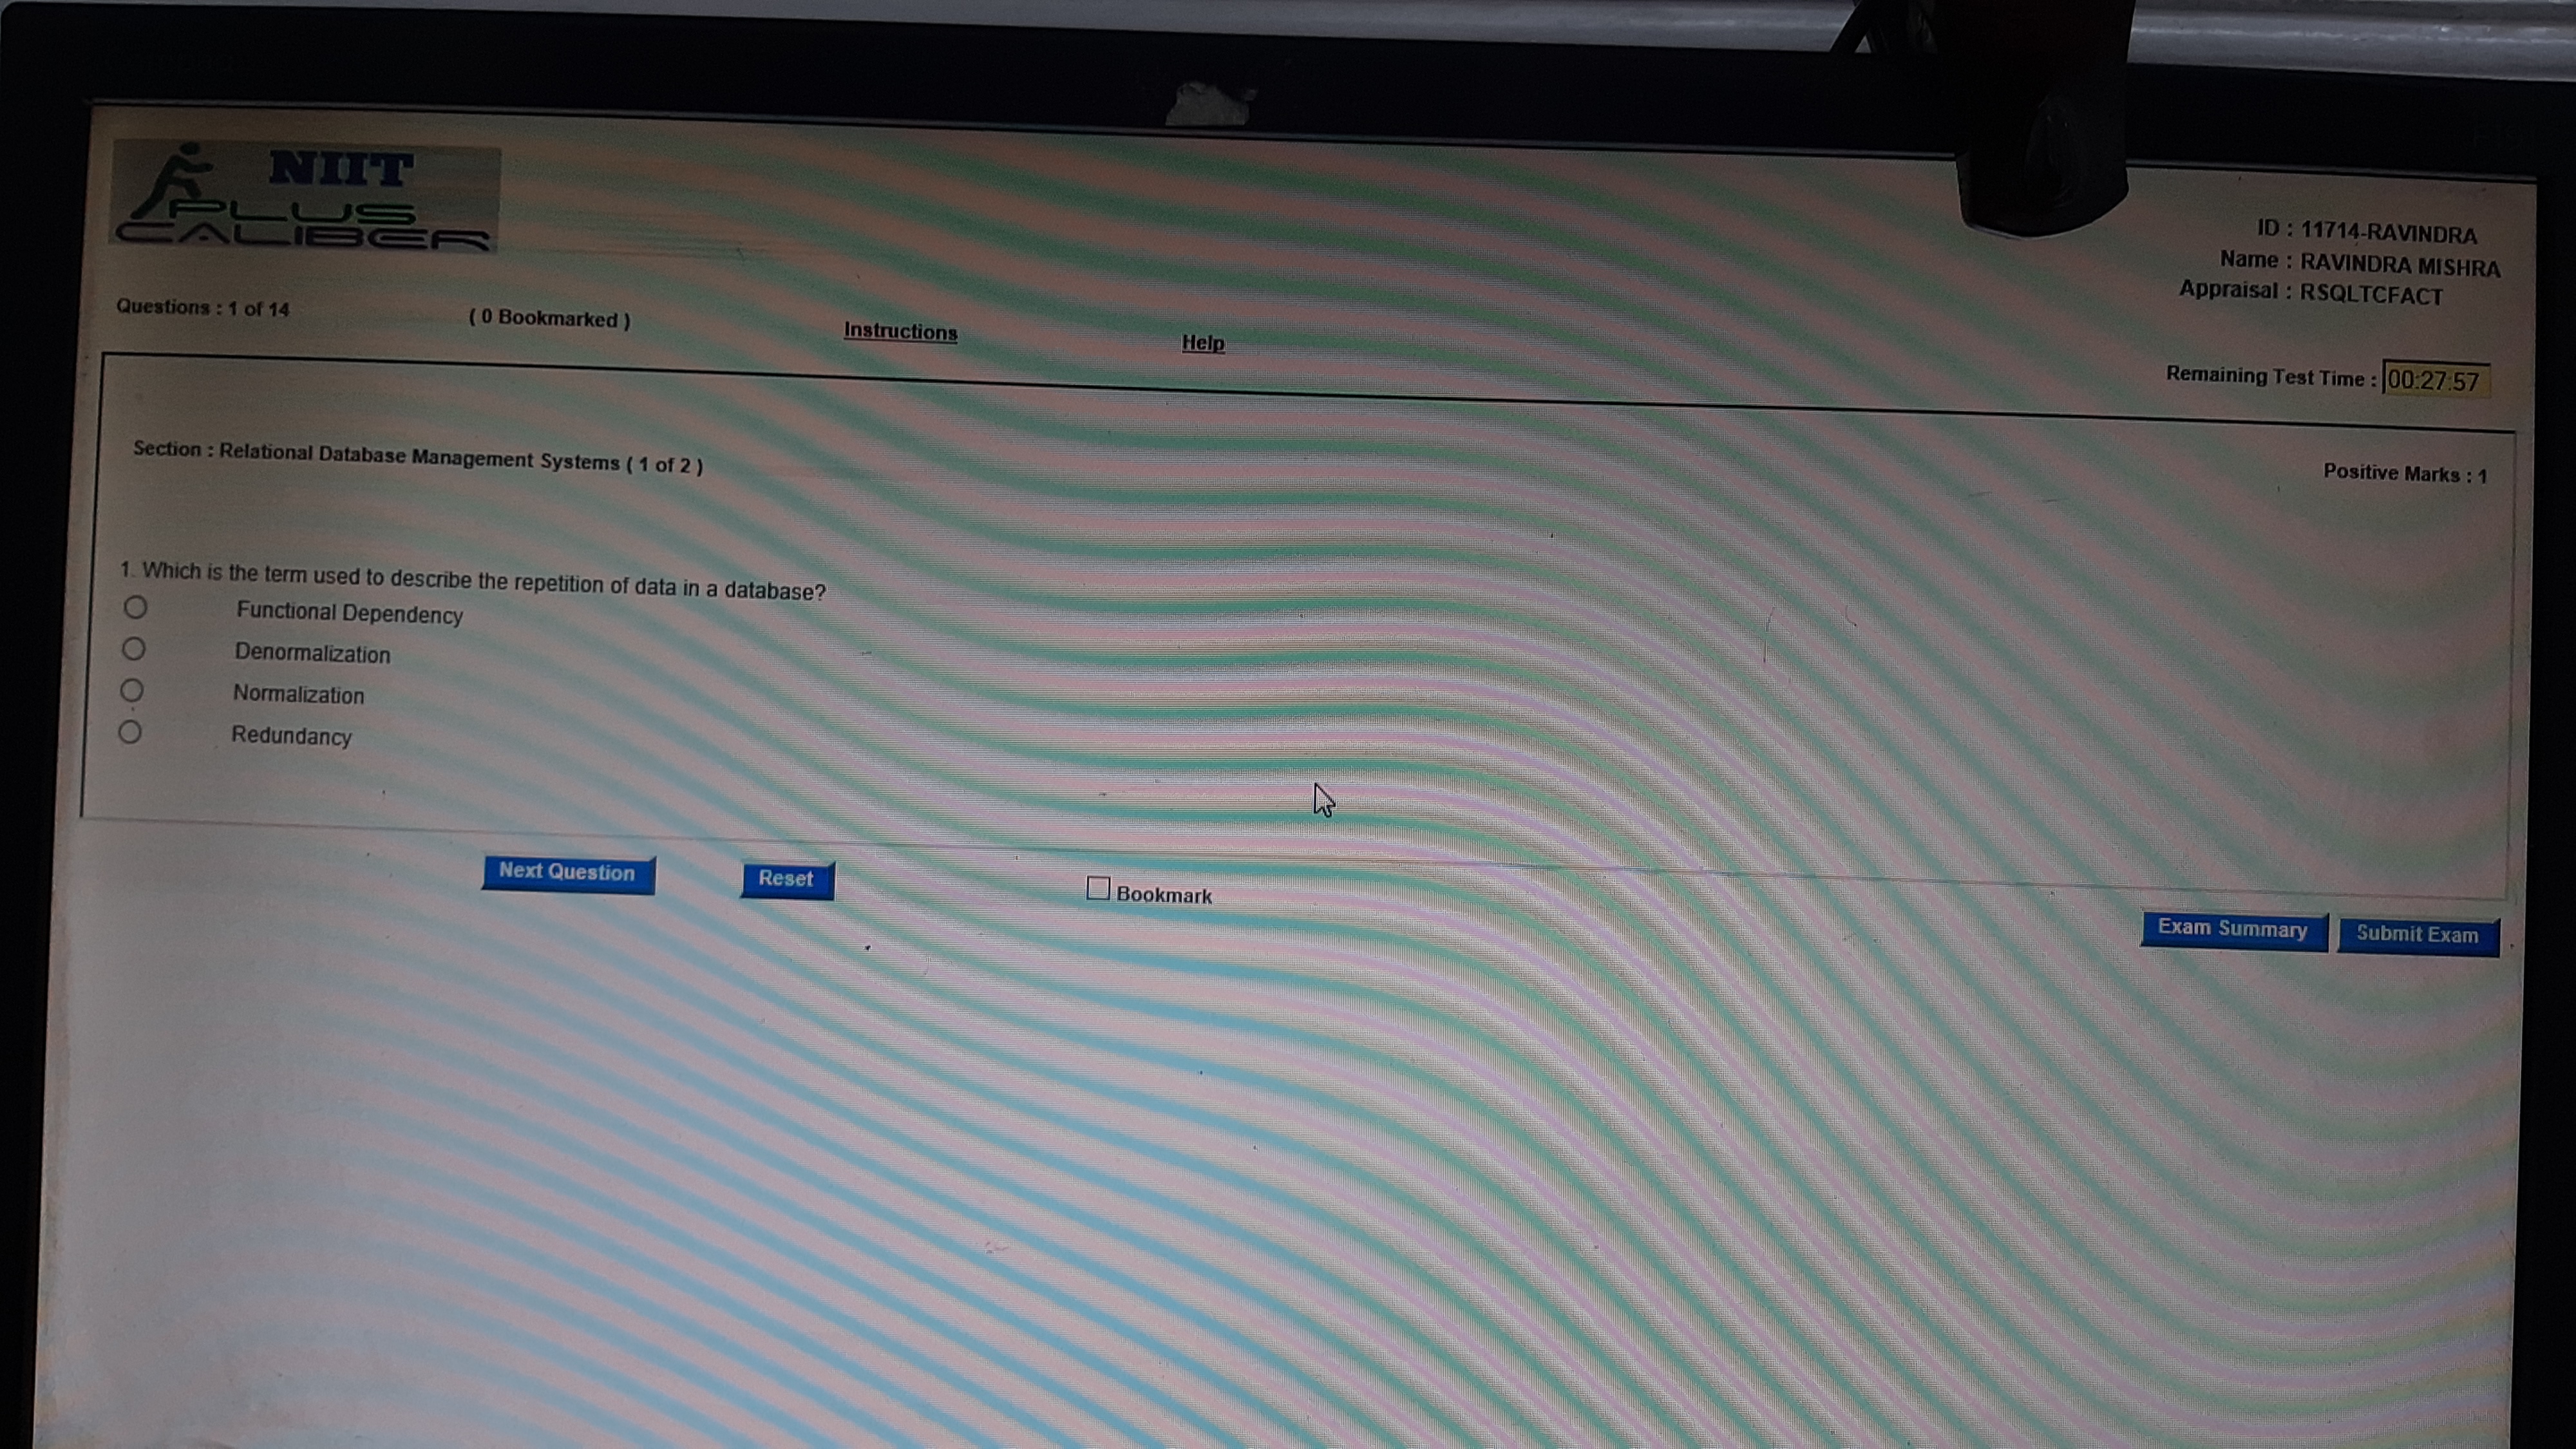 NIIT
PLUS
CALIBER
ID : 11714-RAVINDRA
Name : RAVINDRA MISHRA
Appraisal : RSQLTCFACT
Questions : 1 of 14
( 0 Bookmarked )
Instructions
Help
Remaining Test Time : 00:27:57
Section : Relational Database Management Systems ( 1 of 2 )
Positive Marks : 1
1. Which is the term used to describe the repetition of data in a database?
Functional Dependency
Denormalization
Normalization
Redundancy
Next Question
Reset
Bookmark
Exam Summary
Submit Exam